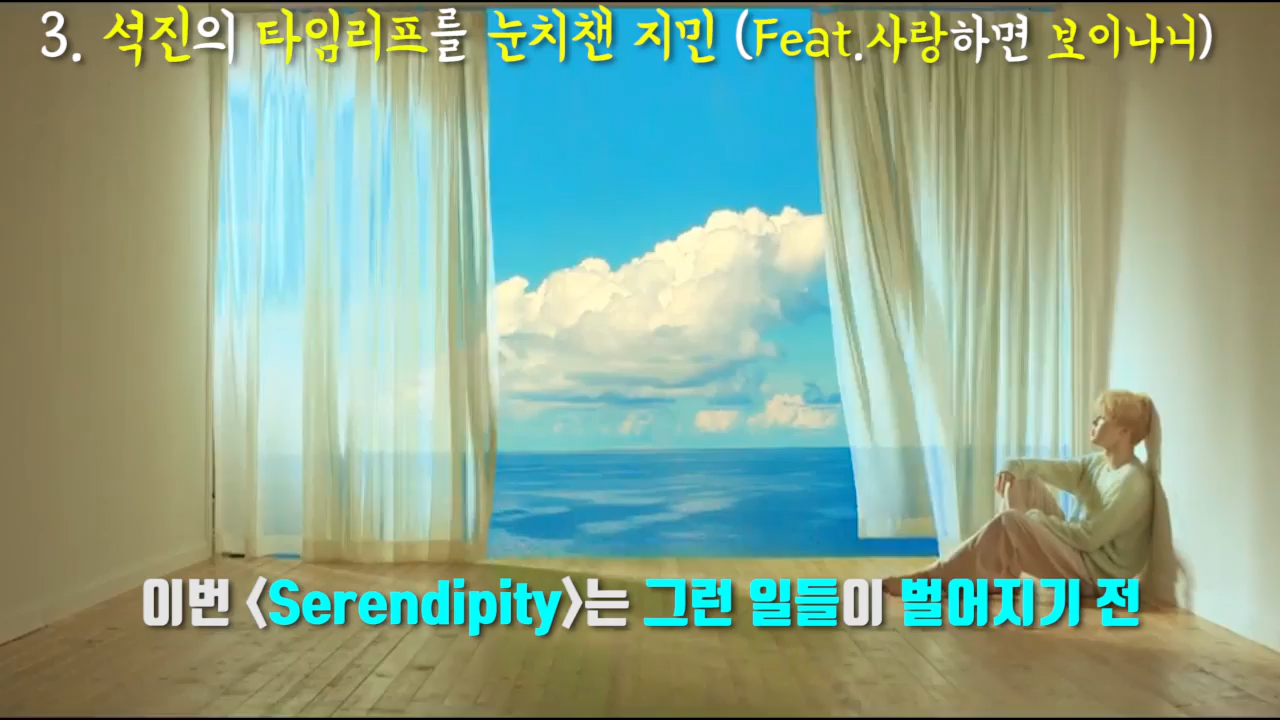 3. 석진의 타임리프를 눈치챈 지민 (Feat.사랑하면 보이나니)
이번 <Serendipity>는 그런 일들이 벌어지기 전